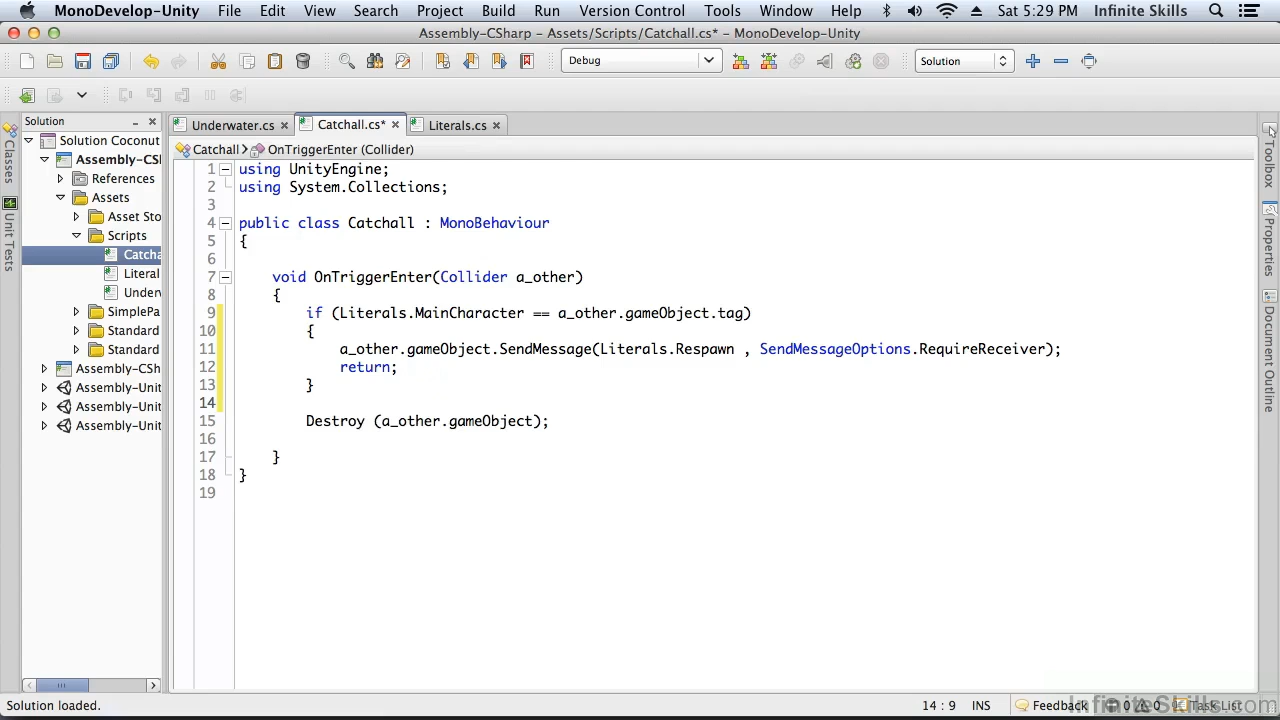 MonoDevelop-Unity File Edit View Search Project Build Run Version Control Tools Window Help Sat 5:29 PM Infinite Skills
Assembly-CSharp - Assets/Scripts/Catchall.cs* - MonoDevelop-Unity
Debug Solution
Solution
Underwater.cs Catchall.cs* Literals.cs
Catchall OnTriggerEnter (Collider)
Solution Coconut
Assembly-CSl
References
Assets
Asset Sto
Scripts
Catcha
Literal
Underv
SimplePa
Standard
Standard
Assembly-CSh
Assembly-Unit
Assembly-Unit
Assembly-Unit
Classes
Unit Tests
1 using UnityEngine;
2 using System.Collections;
3
4 public class Catchall : MonoBehaviour
5 {
6
7 void OnTriggerEnter(Collider a_other)
8 {
9 if (Literals.MainCharacter == a_other.gameObject.tag)
10 {
11 a_other.gameObject.SendMessage(Literals.Respawn , SendMessageOptions.RequireReceiver);
12 return;
13 }
14
15 Destroy (a_other.gameObject);
16
17 }
18 }
19
Toolbox
Properties
Document Outline
Solution loaded. 14 : 9 INS Feedback 0 0 Task List
InfiniteSkills.com